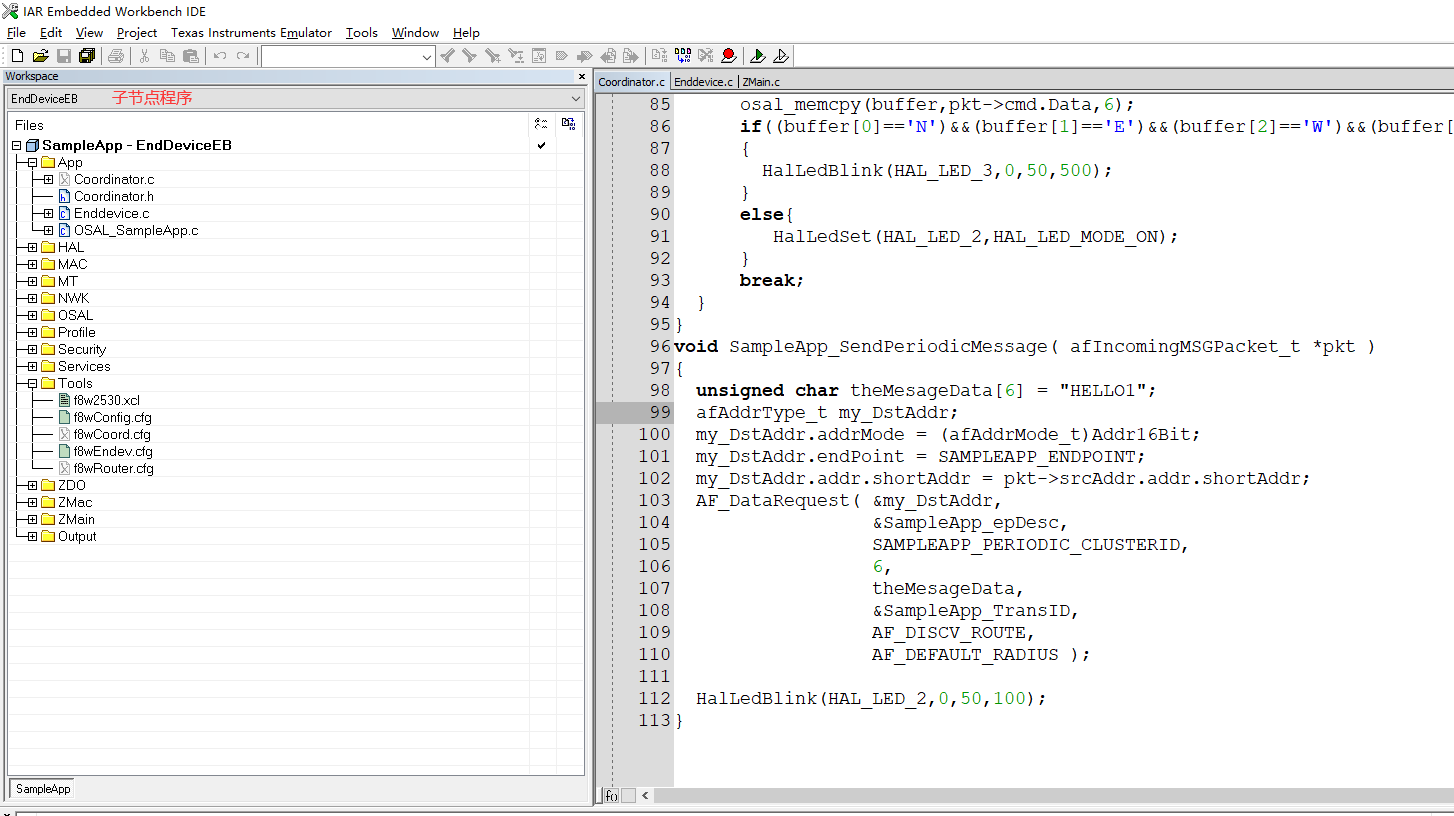 IAR Embedded Workbench IDE
File Edit View Project Texas Instruments Emulator Tools Window Help
Workspace
EndDeviceEB 子节点程序
Files
SampleApp - EndDeviceEB
App
Coordinator.c
Coordinator.h
Enddevice.c
OSAL_SampleApp.c
HAL
MAC
MT
NWK
OSAL
Profile
Security
Services
Tools
f8w2530.xcl
f8wConfig.cfg
f8wCoord.cfg
f8wEndev.cfg
f8wRouter.cfg
ZDO
ZMac
ZMain
Output
SampleApp
Coordinator.c Enddevice.c ZMain.c
85 osal_memcpy(buffer,pkt->cmd.Data,6);
86 if((buffer[0]=='N')&&(buffer[1]=='E')&&(buffer[2]=='W')&&(buffer[
87 {
88 HalLedBlink(HAL_LED_3,0,50,500);
89 }
90 else{
91 HalLedSet(HAL_LED_2,HAL_LED_MODE_ON);
92 }
93 break;
94 }
95 }
96 void SampleApp_SendPeriodicMessage( afIncomingMSGPacket_t *pkt )
97 {
98 unsigned char theMesageData[6] = "HELLO1";
99 afAddrType_t my_DstAddr;
100 my_DstAddr.addrMode = (afAddrMode_t)Addr16Bit;
101 my_DstAddr.endPoint = SAMPLEAPP_ENDPOINT;
102 my_DstAddr.addr.shortAddr = pkt->srcAddr.addr.shortAddr;
103 AF_DataRequest( &my_DstAddr,
104 &SampleApp_epDesc,
105 SAMPLEAPP_PERIODIC_CLUSTERID,
106 6,
107 theMesageData,
108 &SampleApp_TransID,
109 AF_DISCV_ROUTE,
110 AF_DEFAULT_RADIUS );
111
112 HalLedBlink(HAL_LED_2,0,50,100);
113 }
f()